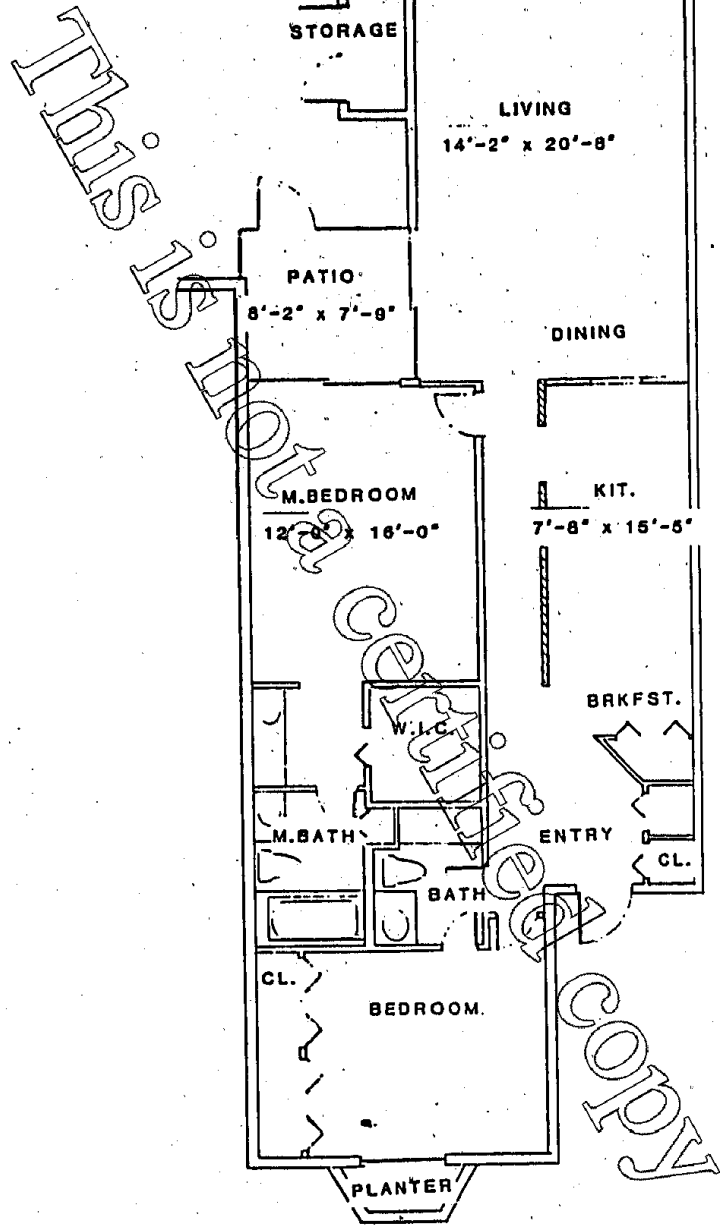 STORAGE
LIVING
14'-2" x 20'-8"
PATIO
8'-2" x 7'-9"
DINING
M.BEDROOM
12'-0" x 16'-0"
KIT.
7'-8" x 15'-5"
BRKFST.
W.I.C.
M.BATH
ENTRY
CL.
BATH
CL.
BEDROOM.
PLANTER
This is not a certified copy